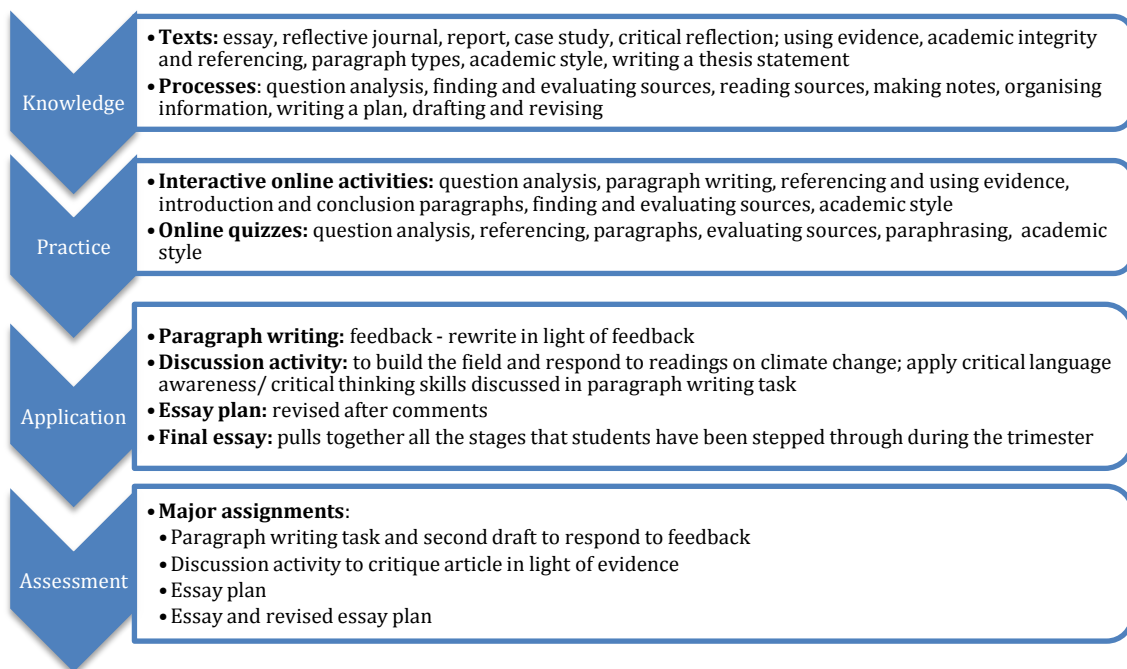 Knowledge
• Texts: essay, reflective journal, report, case study, critical reflection; using evidence, academic integrity
and referencing, paragraph types, academic style, writing a thesis statement
• Processes: question analysis, finding and evaluating sources, reading sources, making notes, organising
information, writing a plan, drafting and revising
Practice
• Interactive online activities: question analysis, paragraph writing, referencing and using evidence,
introduction and conclusion paragraphs, finding and evaluating sources, academic style
• Online quizzes: question analysis, referencing, paragraphs, evaluating sources, paraphrasing, academic
style
Application
• Paragraph writing: feedback - rewrite in light of feedback
• Discussion activity: to build the field and respond to readings on climate change; apply critical language
awareness/ critical thinking skills discussed in paragraph writing task
• Essay plan: revised after comments
• Final essay: pulls together all the stages that students have been stepped through during the trimester
Assessment
• Major assignments:
• Paragraph writing task and second draft to respond to feedback
• Discussion activity to critique article in light of evidence
• Essay plan
• Essay and revised essay plan